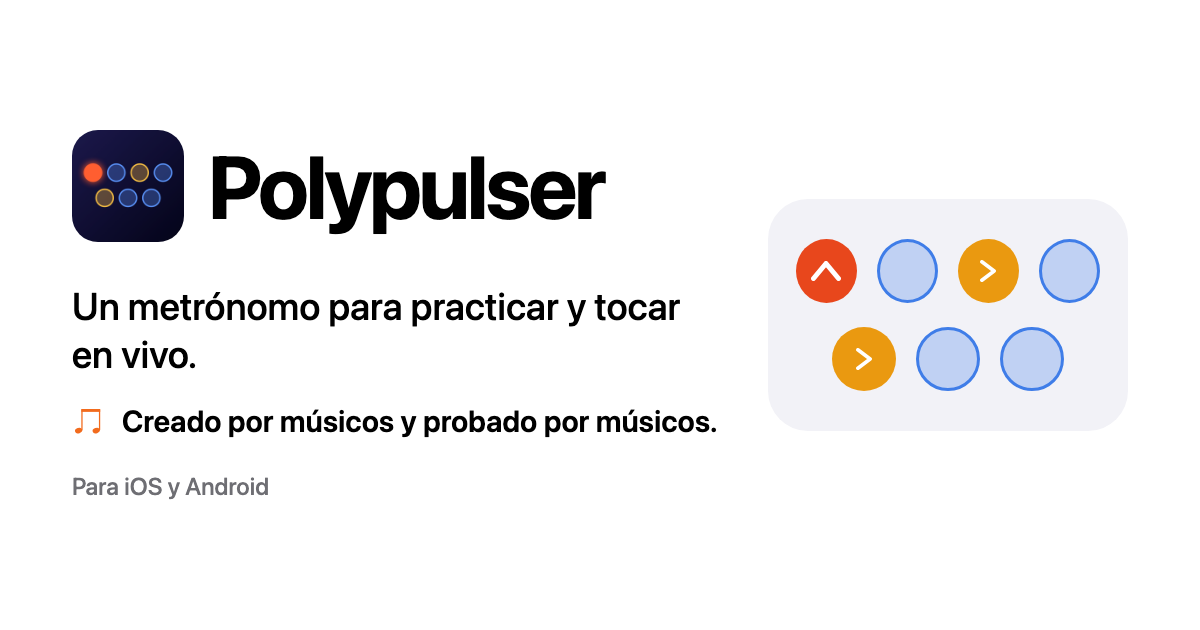 Polypulser
Un metrónomo para practicar y tocar
en vivo.
Creado por músicos y probado por músicos.
Para iOS y Android